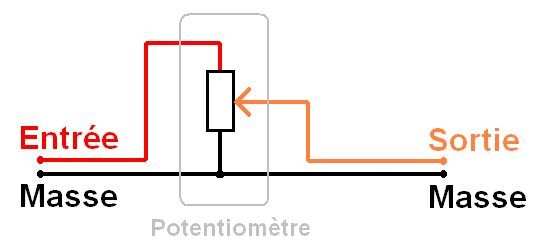 Entrée
Sortie
Masse
Masse
Potentiomètre